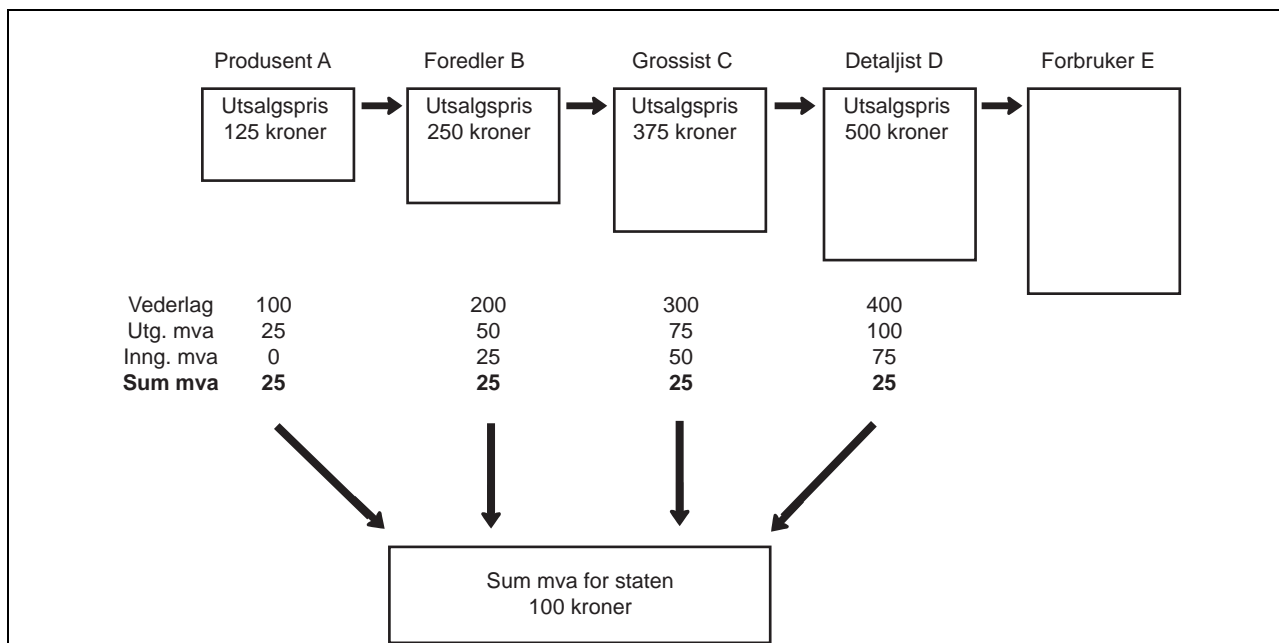 Produsent A Foredler B Grossist C Detaljist D Forbruker E
Utsalgspris Utsalgspris Utsalgspris Utsalgspris
125 kroner 250 kroner 375 kroner 500 kroner
Vederlag 100 200 300 400
Utg. mva 25 50 75 100
Inng. mva 0 25 50 75
Sum mva 25 25 25 25
Sum mva for staten
100 kroner